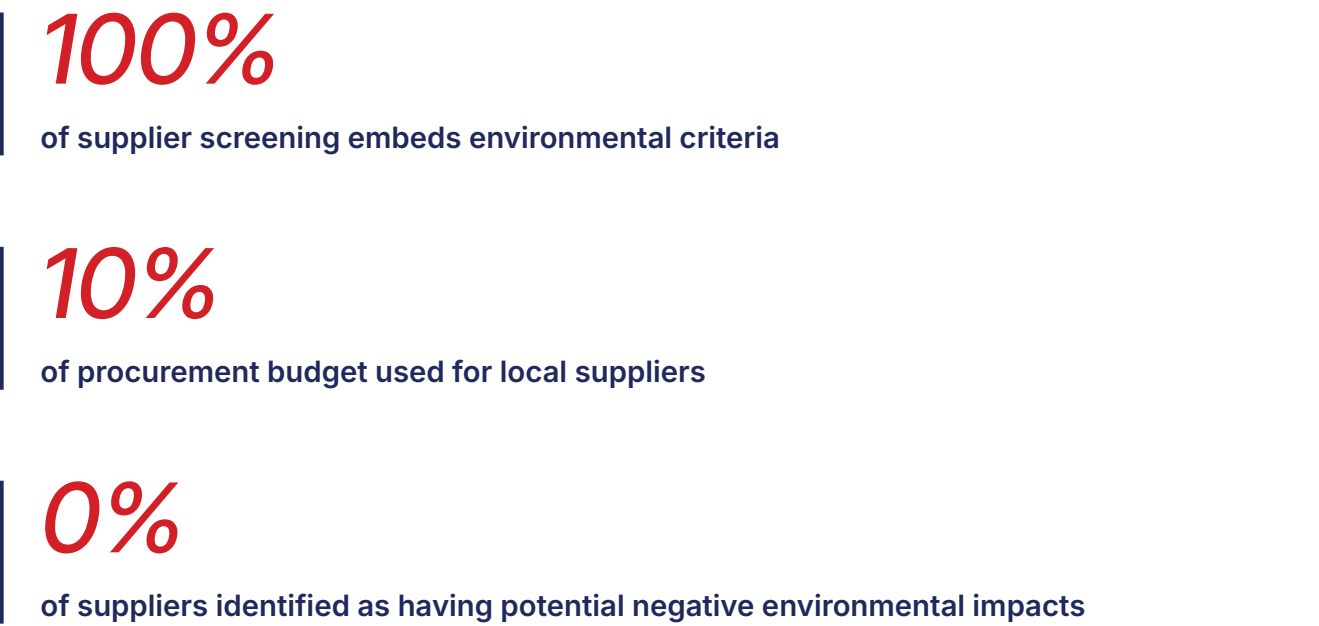 100%
of supplier screening embeds environmental criteria
10%
of procurement budget used for local suppliers
0%
of suppliers identified as having potential negative environmental impacts